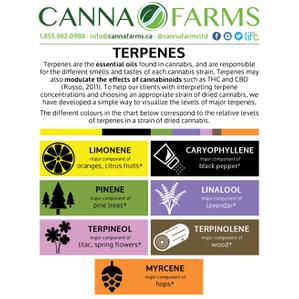 CANNA FARMS
1.855.882.0988 · info@cannafarms.ca · @cannafarmsltd lift
TERPENES
Terpenes are the essential oils found in cannabis, and are responsible
for the different smells and tastes of each cannabis strain. Terpenes may
also modulate the effects of cannabinoids such as THC and CBD
(Russo, 2011). To help our clients with interpreting terpene
concentrations and choosing an appropriate strain of dried cannabis, we
have developed a simple way to visualize the levels of major terpenes.
The different colours in the chart below correspond to the relative levels
of terpenes in a strain of dried cannabis.
LIMONENE
major component of
oranges, citrus fruits*
CARYOPHYLLENE
major component of
black pepper*
PINENE
major component of
pine trees*
LINALOOL
major component of
lavendar*
TERPINEOL
major component of
lilac, spring flowers*
TERPINOLENE
major component of
wood*
MYRCENE
major component of
hops*